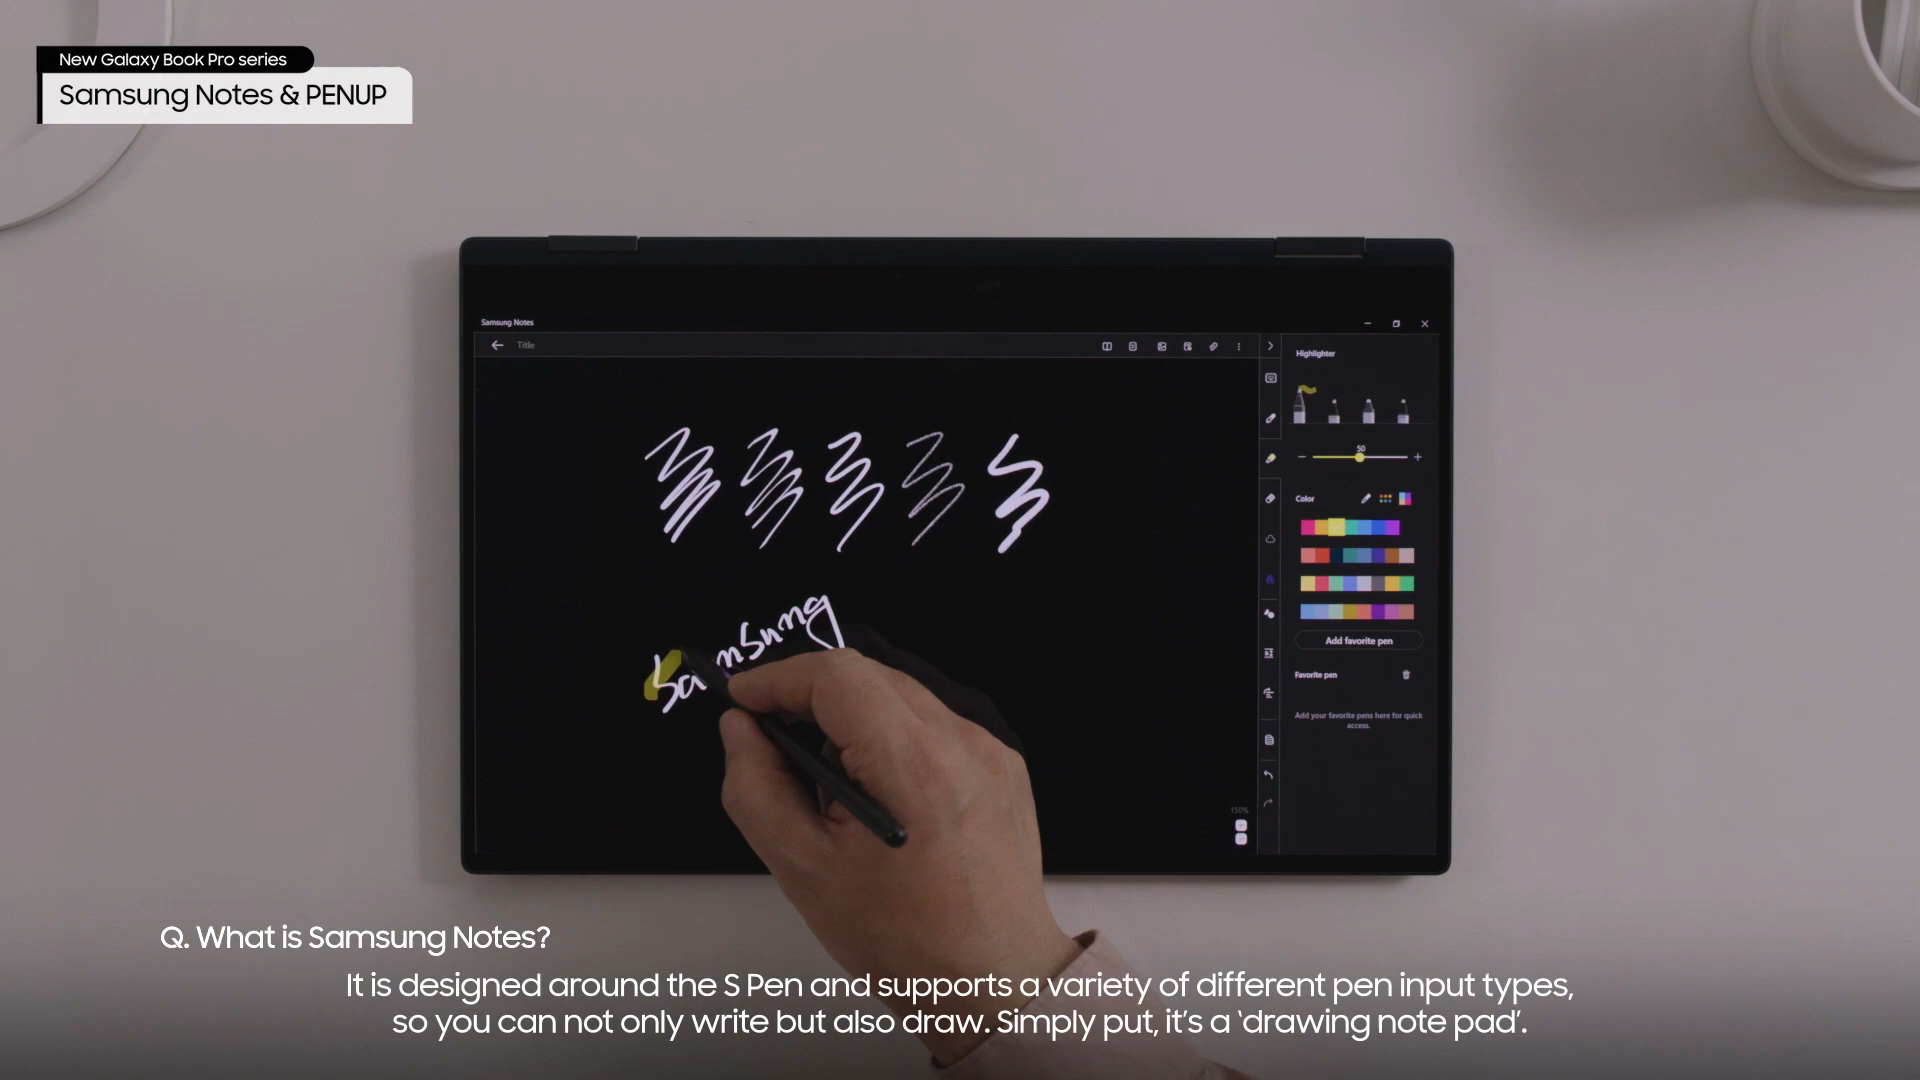 New Galaxy Book Pro series
Samsung Notes & PENUP
Samsung Notes
Title
Highlighter
50
Color
Add favorite pen
Favorite pen
Add your favorite pens here for quick
access.
Samsung
150%
Q. What is Samsung Notes?
It is designed around the S Pen and supports a variety of different pen input types,
so you can not only write but also draw. Simply put, it's a ‘drawing note pad’.